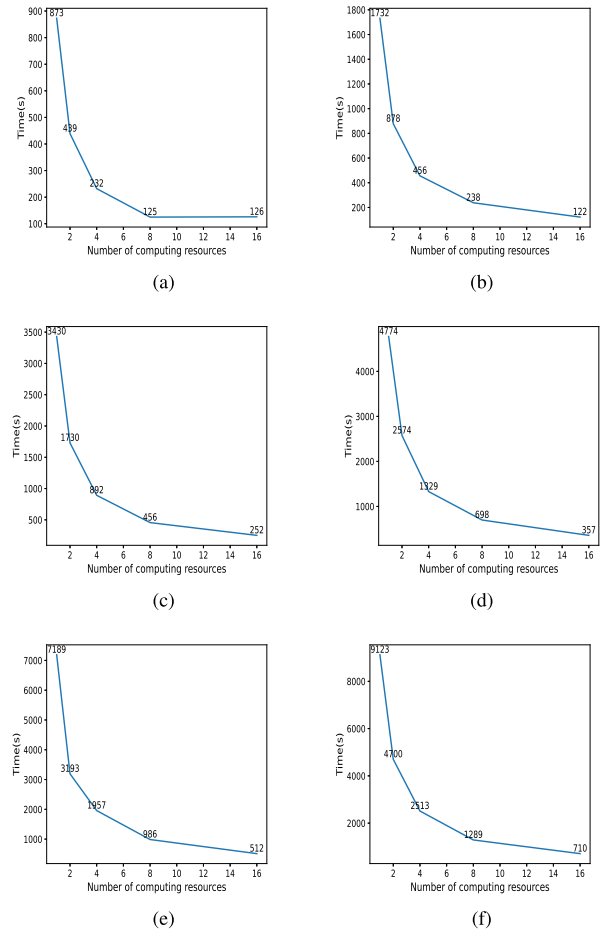 900
873
800
700
600
500
439
400
300
232
200
125
126
100
2 4 6 8 10 12 14 16
Time(s)
Number of computing resources
(a)
1800
1732
1600
1400
1200
1000
878
800
600
456
400
238
200
122
2 4 6 8 10 12 14 16
Time(s)
Number of computing resources
(b)
3500
3430
3000
2500
2000
1730
1500
1000
892
500
456
252
2 4 6 8 10 12 14 16
Time(s)
Number of computing resources
(c)
4774
4000
3000
2574
2000
1329
1000
698
357
2 4 6 8 10 12 14 16
Time(s)
Number of computing resources
(d)
7189
7000
6000
5000
4000
3193
3000
2000
1957
1000
986
512
2 4 6 8 10 12 14 16
Time(s)
Number of computing resources
(e)
9123
8000
6000
4700
4000
2513
2000
1289
710
2 4 6 8 10 12 14 16
Time(s)
Number of computing resources
(f)